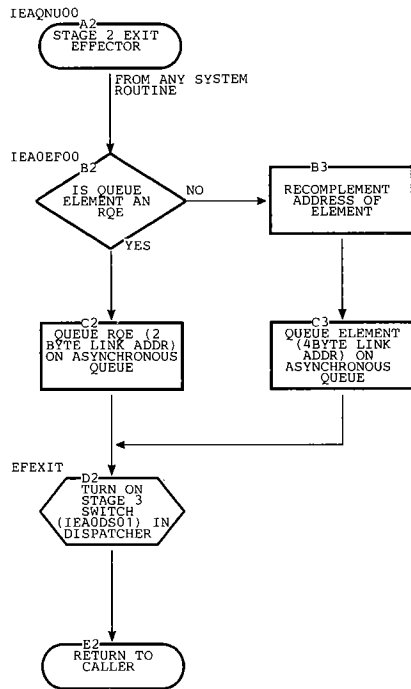 IEAQNU00
A2
STAGE 2 EXIT
EFFECTOR
FROM ANY SYSTEM
ROUTINE
IEA0EF00
B2
IS QUEUE
ELEMENT AN
RQE
NO
YES
B3
RECOMPLEMENT
ADDRESS OF
ELEMENT
C2
QUEUE RQE (2
BYTE LINK ADDR)
ON ASYNCHRONOUS
QUEUE
C3
QUEUE ELEMENT
(4BYTE LINK
ADDR) ON
ASYNCHRONOUS
QUEUE
EFEXIT
D2
TURN ON
STAGE 3
SWITCH
(IEA0DS01) IN
DISPATCHER
E2
RETURN TO
CALLER